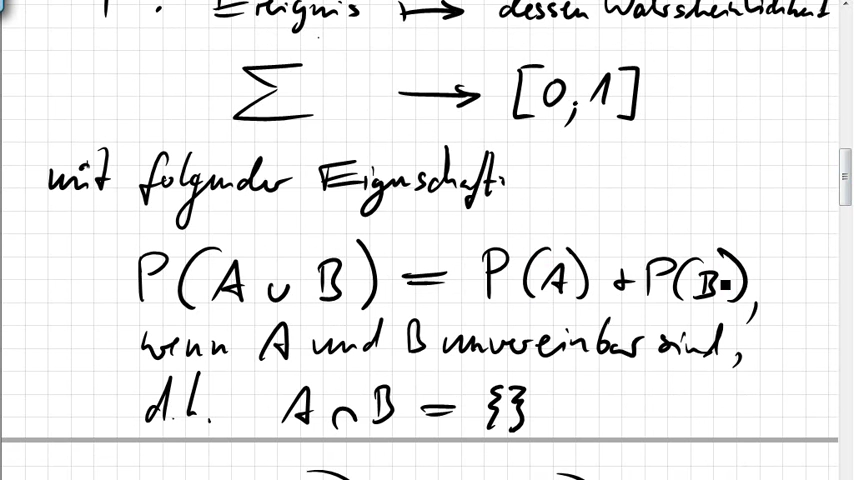 P : Ereignis ↦ dessen Wahrscheinlichkeit
Σ → [0,1]
mit folgender Eigenschaft:
P(A ∪ B) = P(A) + P(B),
wenn A und B unvereinbar sind,
d.h. A ∩ B = {}